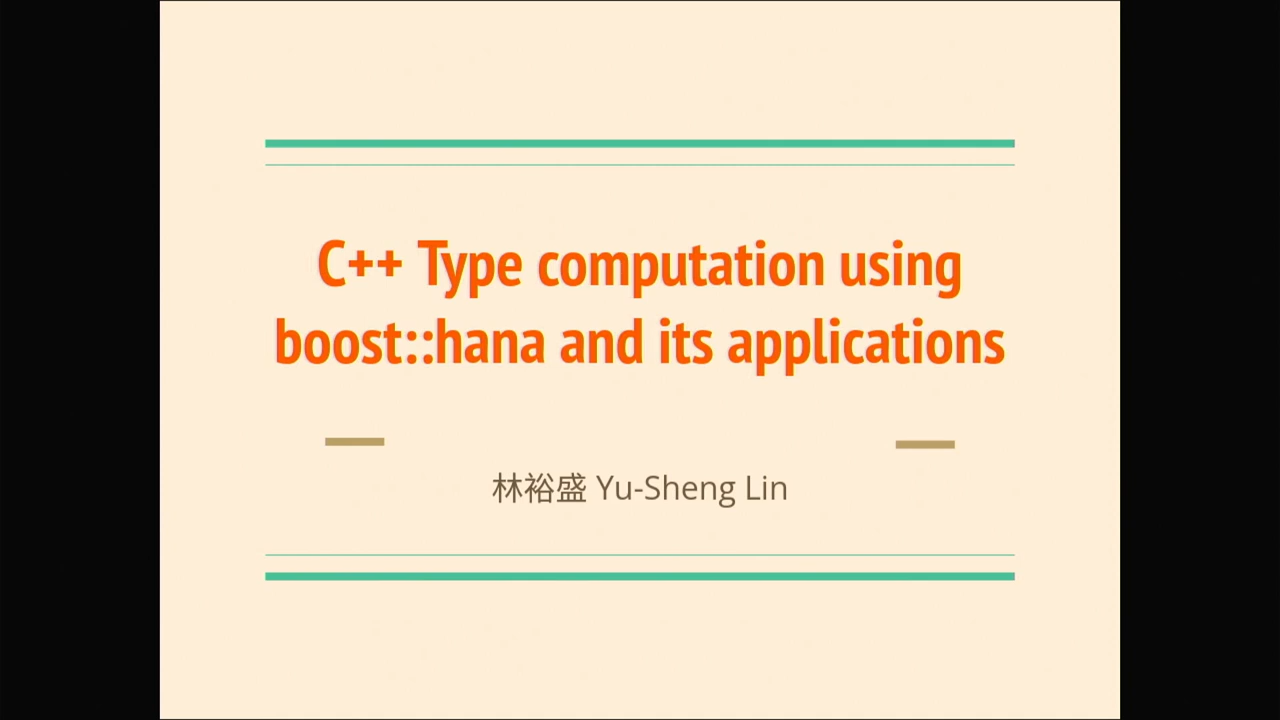 C++ Type computation using
boost::hana and its applications
林裕盛 Yu-Sheng Lin